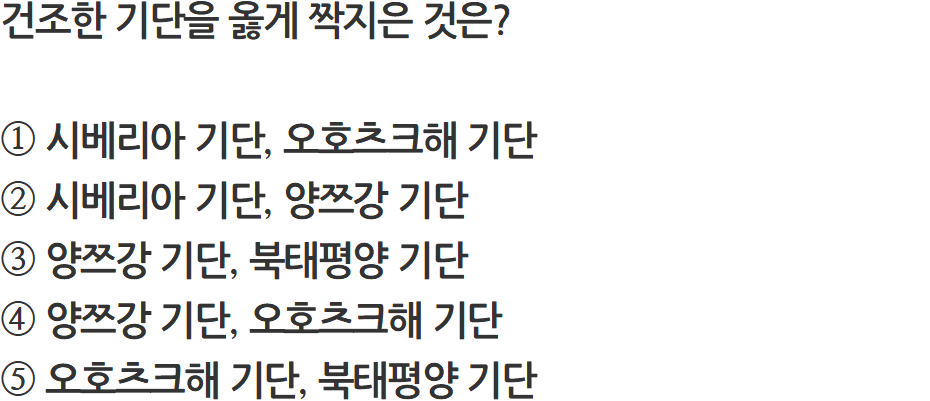 건조한 기단을 옳게 짝지은 것은?
① 시베리아 기단, 오호츠크해 기단
② 시베리아 기단, 양쯔강 기단
③ 양쯔강 기단, 북태평양 기단
④ 양쯔강 기단, 오호츠크해 기단
⑤ 오호츠크해 기단, 북태평양 기단